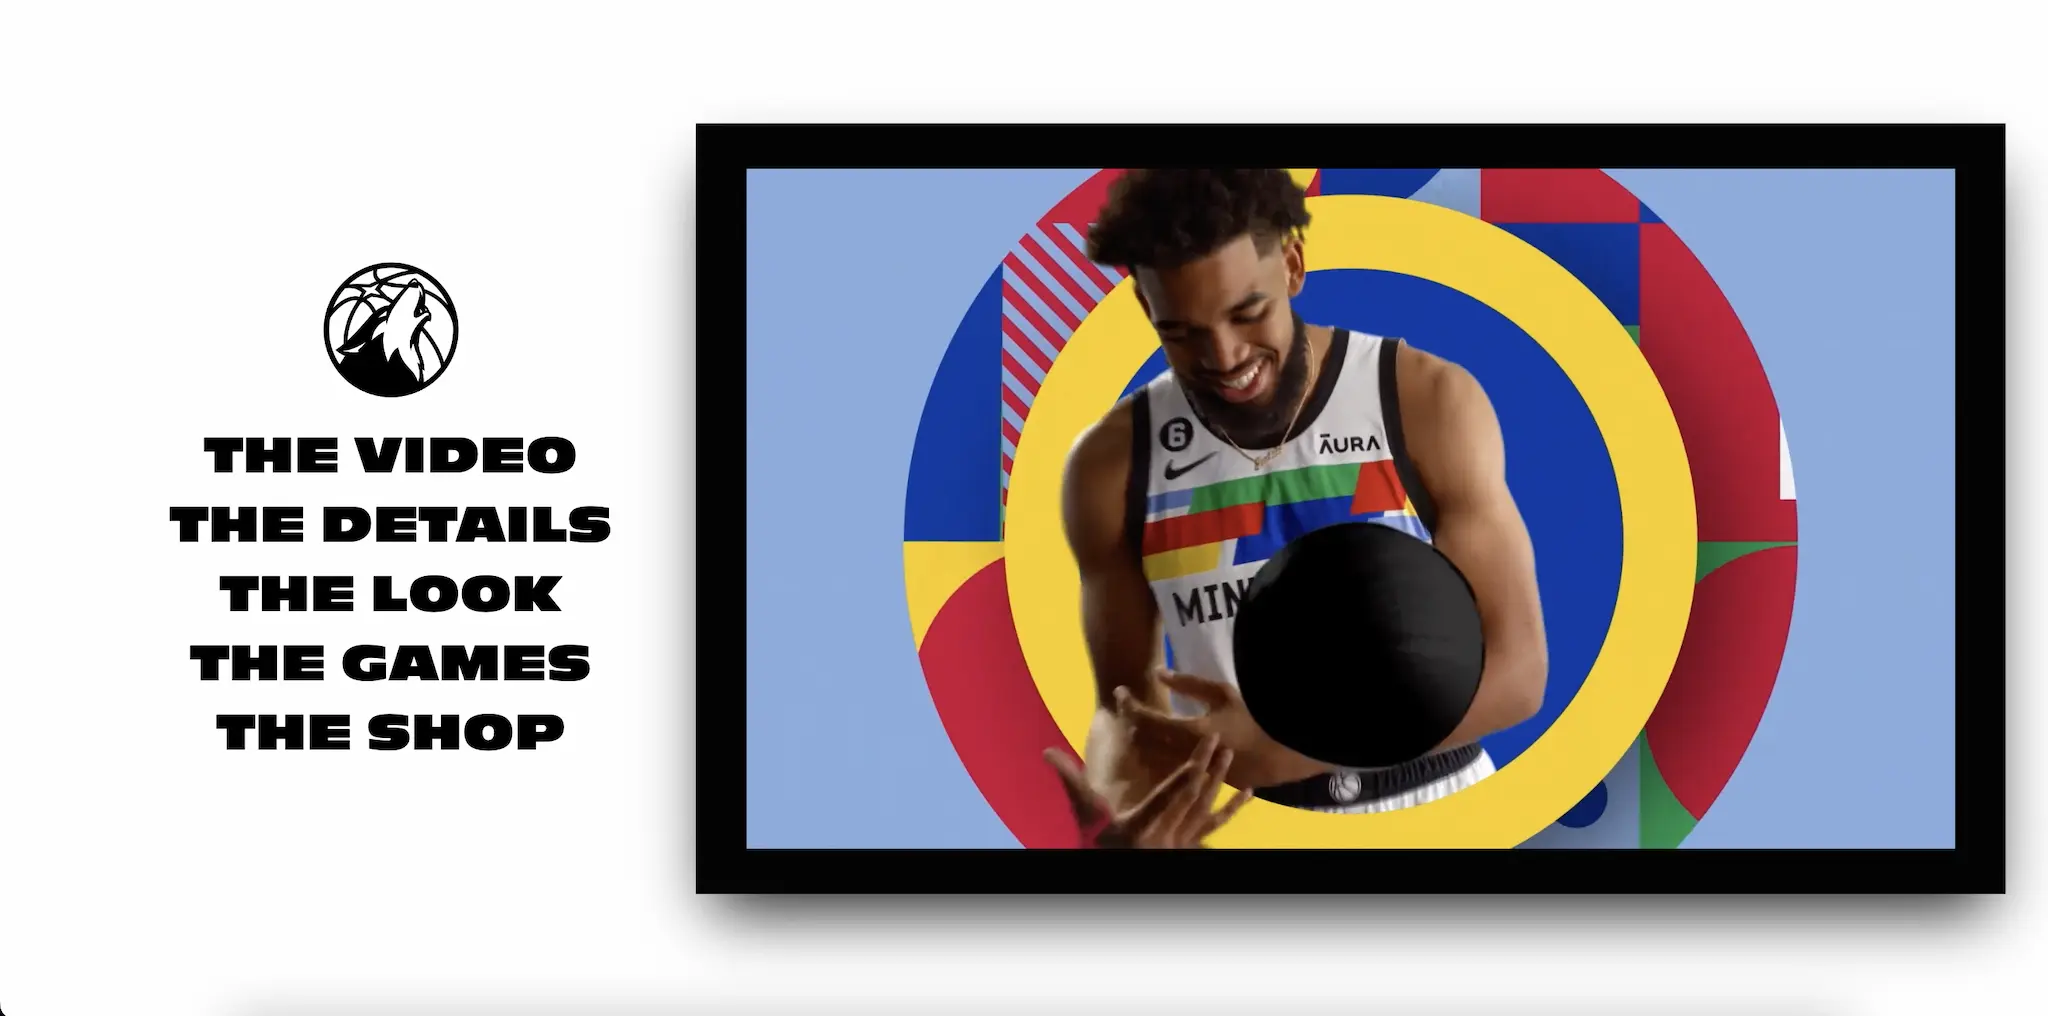 THE VIDEO
THE DETAILS
THE LOOK
THE GAMES
THE SHOP
6
ĀURA
MIN